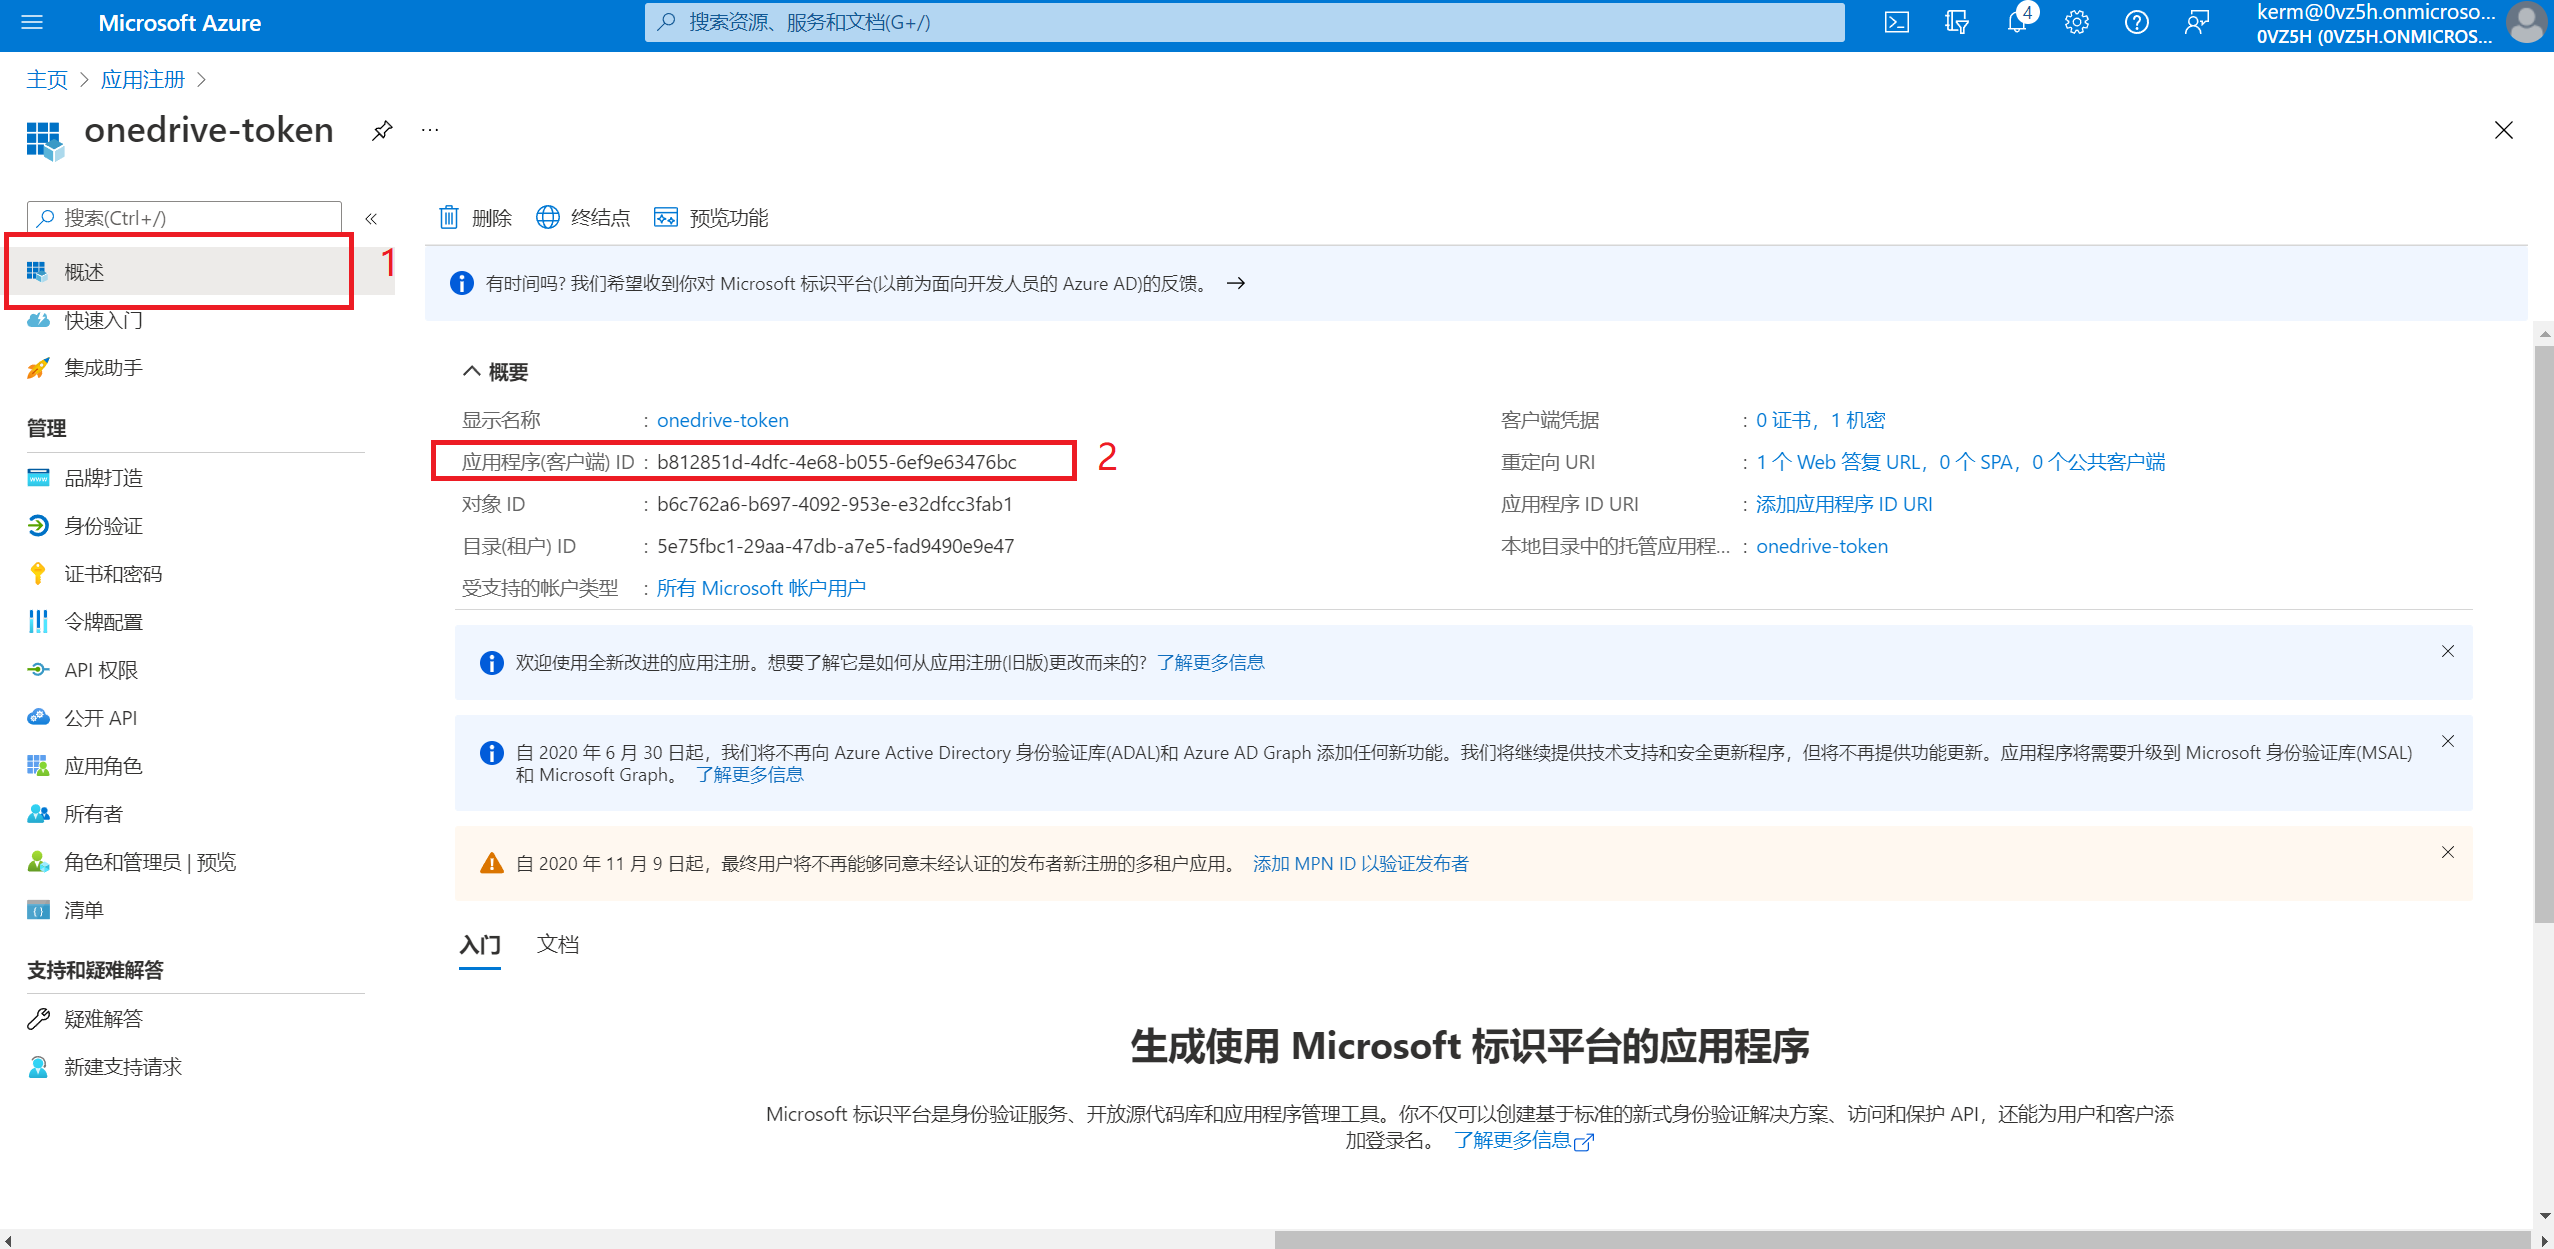 Microsoft Azure
搜索资源、服务和文档(G+/)
4
kerm@0vz5h.onmicroso...
0VZ5H (0VZ5H.ONMICROS...
主页 > 应用注册 >
onedrive-token
...
搜索(Ctrl+/)
«
删除
终结点
预览功能
概述
1
有时间吗? 我们希望收到你对 Microsoft 标识平台(以前为面向开发人员的 Azure AD)的反馈。 →
快速入门
集成助手
管理
品牌打造
身份验证
证书和密码
令牌配置
API 权限
公开 API
应用角色
所有者
角色和管理员 | 预览
清单
支持和疑难解答
疑难解答
新建支持请求
概要
显示名称 : onedrive-token
应用程序(客户端) ID : b812851d-4dfc-4e68-b055-6ef9e63476bc
2
对象 ID : b6c762a6-b697-4092-953e-e32dfcc3fab1
目录(租户) ID : 5e75fbc1-29aa-47db-a7e5-fad9490e9e47
受支持的帐户类型 : 所有 Microsoft 帐户用户
客户端凭据 : 0 证书，1 机密
重定向 URI : 1 个 Web 答复 URL，0 个 SPA，0 个公共客户端
应用程序 ID URI : 添加应用程序 ID URI
本地目录中的托管应用程... : onedrive-token
欢迎使用全新改进的应用注册。想要了解它是如何从应用注册(旧版)更改而来的? 了解更多信息
自 2020 年 6 月 30 日起，我们将不再向 Azure Active Directory 身份验证库(ADAL)和 Azure AD Graph 添加任何新功能。我们将继续提供技术支持和安全更新程序，但将不再提供功能更新。应用程序将需要升级到 Microsoft 身份验证库(MSAL)
和 Microsoft Graph。 了解更多信息
自 2020 年 11 月 9 日起，最终用户将不再能够同意未经认证的发布者新注册的多租户应用。 添加 MPN ID 以验证发布者
入门
文档
生成使用 Microsoft 标识平台的应用程序
Microsoft 标识平台是身份验证服务、开放源代码库和应用程序管理工具。你不仅可以创建基于标准的新式身份验证解决方案、访问和保护 API，还能为用户和客户添
加登录名。 了解更多信息